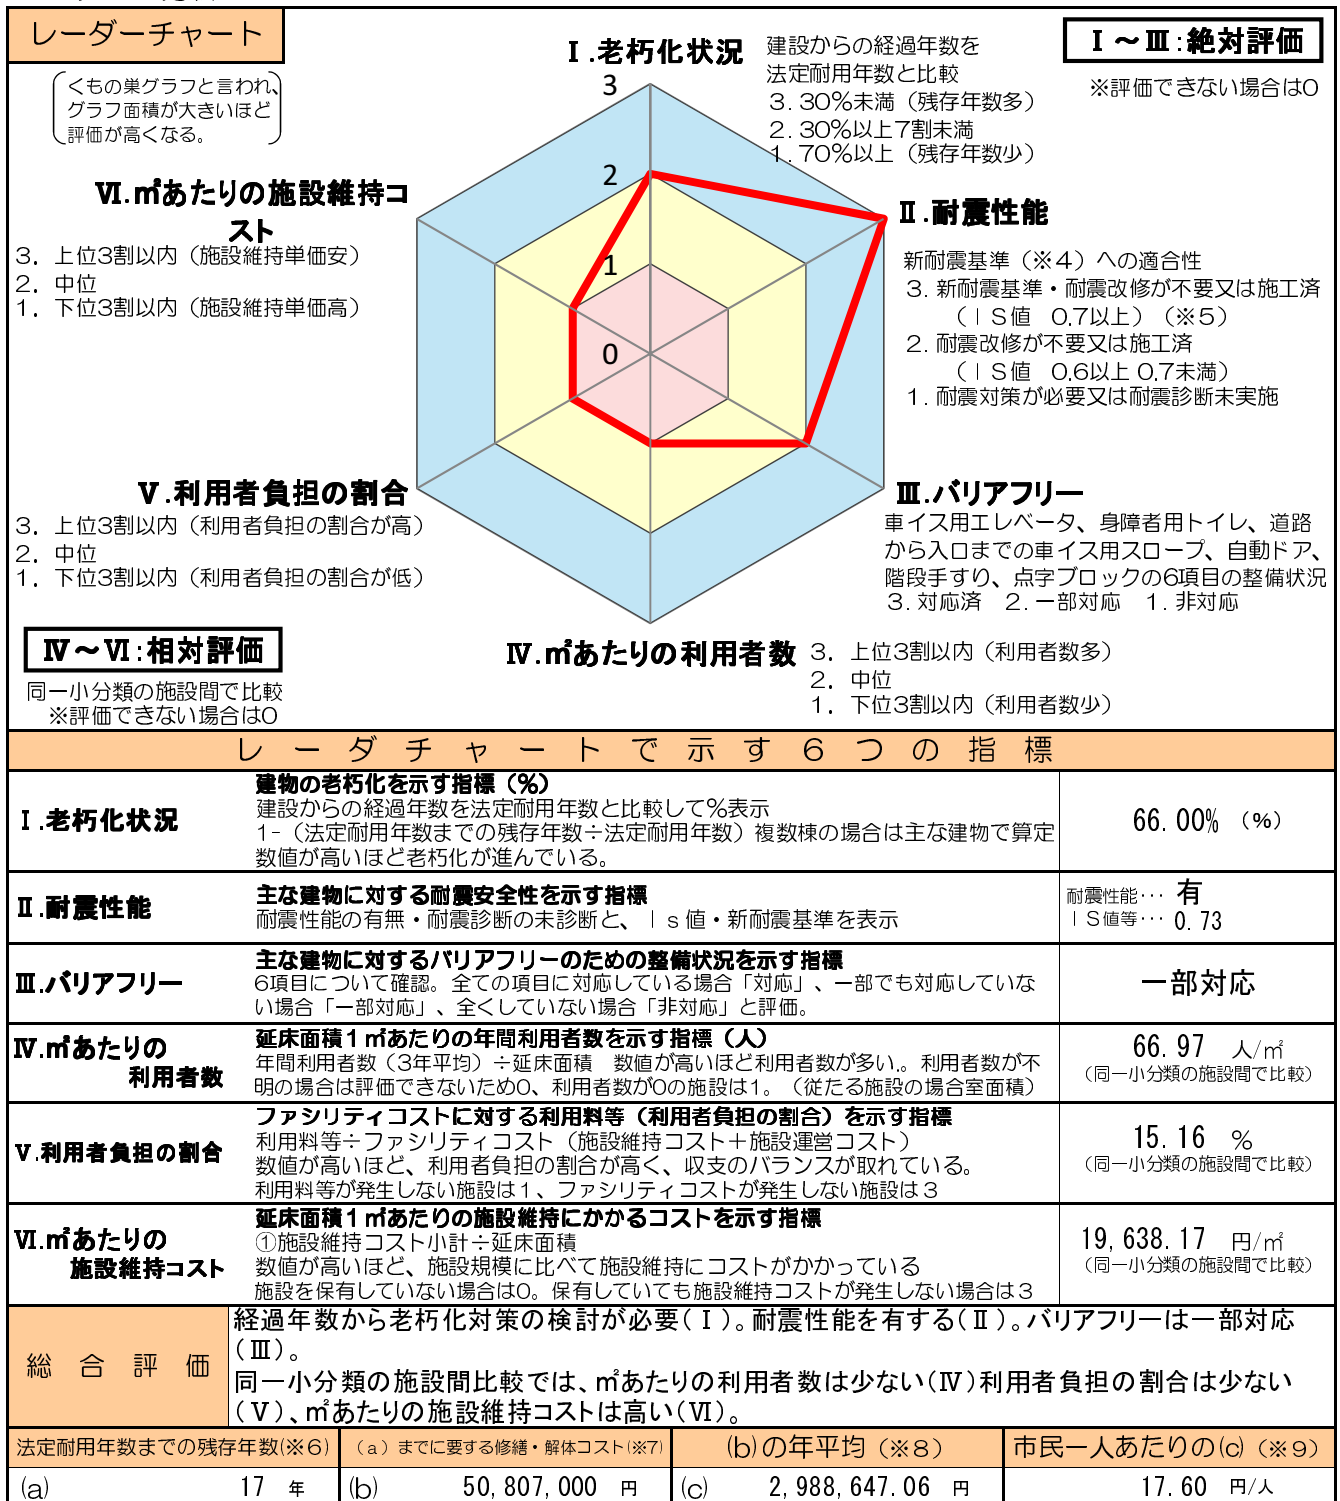 レーダーチャート
くもの巣グラフと言われ、
グラフ面積が大きいほど
評価が高くなる。
Ⅰ.老朽化状況
建設からの経過年数を
法定耐用年数と比較
3. 30％未満（残存年数多）
2. 30％以上7割未満
1. 70％以上（残存年数少）
Ⅰ～Ⅲ:絶対評価
※評価できない場合は0
3
2
1
0
Ⅵ.㎡あたりの施設維持コ
スト
3. 上位3割以内（施設維持単価安）
2. 中位
1. 下位3割以内（施設維持単価高）
Ⅱ.耐震性能
新耐震基準（※4）への適合性
3. 新耐震基準・耐震改修が不要又は施工済
（ＩＳ値 0.7以上）（※5）
2. 耐震改修が不要又は施工済
（ＩＳ値 0.6以上 0.7未満）
1. 耐震対策が必要又は耐震診断未実施
Ⅴ.利用者負担の割合
3. 上位3割以内（利用者負担の割合が高）
2. 中位
1. 下位3割以内（利用者負担の割合が低）
Ⅲ.バリアフリー
車イス用エレベータ、身障者用トイレ、道路
から入口までの車イス用スロープ、自動ドア、
階段手すり、点字ブロックの6項目の整備状況
3. 対応済 2. 一部対応 1. 非対応
Ⅳ～Ⅵ:相対評価
同一小分類の施設間で比較
※評価できない場合は0
Ⅳ.㎡あたりの利用者数
3. 上位3割以内（利用者数多）
2. 中位
1. 下位3割以内（利用者数少）
レーダチャートで示す６つの指標
Ⅰ.老朽化状況
建物の老朽化を示す指標（％）
建設からの経過年数を法定耐用年数と比較して％表示
1-（法定耐用年数までの残存年数÷法定耐用年数）複数棟の場合は主な建物で算定
数値が高いほど老朽化が進んでいる。
66.00% （％）
Ⅱ.耐震性能
主な建物に対する耐震安全性を示す指標
耐震性能の有無・耐震診断の未診断と、Ｉｓ値・新耐震基準を表示
耐震性能… 有
ＩＳ値等… 0.73
Ⅲ.バリアフリー
主な建物に対するバリアフリーのための整備状況を示す指標
6項目について確認。全ての項目に対応している場合「対応」、一部でも対応していな
い場合「一部対応」、全くしていない場合「非対応」と評価。
一部対応
Ⅳ.㎡あたりの
利用者数
延床面積１㎡あたりの年間利用者数を示す指標（人）
年間利用者数（3年平均）÷延床面積 数値が高いほど利用者数が多い。利用者数が不
明の場合は評価できないため0、利用者数が0の施設は1。（従たる施設の場合室面積）
66.97 人/㎡
（同一小分類の施設間で比較）
Ⅴ.利用者負担の割合
ファシリティコストに対する利用料等（利用者負担の割合）を示す指標
利用料等÷ファシリティコスト（施設維持コスト＋施設運営コスト）
数値が高いほど、利用者負担の割合が高く、収支のバランスが取れている。
利用料等が発生しない施設は１、ファシリティコストが発生しない施設は３
15.16 ％
（同一小分類の施設間で比較）
Ⅵ.㎡あたりの
施設維持コスト
延床面積１㎡あたりの施設維持にかかるコストを示す指標
①施設維持コスト小計÷延床面積
数値が高いほど、施設規模に比べて施設維持にコストがかかっている
施設を保有していない場合は0。保有していても施設維持コストが発生しない場合は３
19,638.17 円/㎡
（同一小分類の施設間で比較）
総合評価
経過年数から老朽化対策の検討が必要(Ⅰ)。耐震性能を有する(Ⅱ)。バリアフリーは一部対応
(Ⅲ)。
同一小分類の施設間比較では、㎡あたりの利用者数は少ない(Ⅳ)利用者負担の割合は少ない
(Ⅴ)、㎡あたりの施設維持コストは高い(Ⅵ)。
法定耐用年数までの残存年数(※6)
（a）までに要する修繕・解体コスト(※7)
(b)の年平均（※8）
市民一人あたりの(c)（※9）
(a) 17 年
(b) 50,807,000 円
(c) 2,988,647.06 円
17.60 円/人